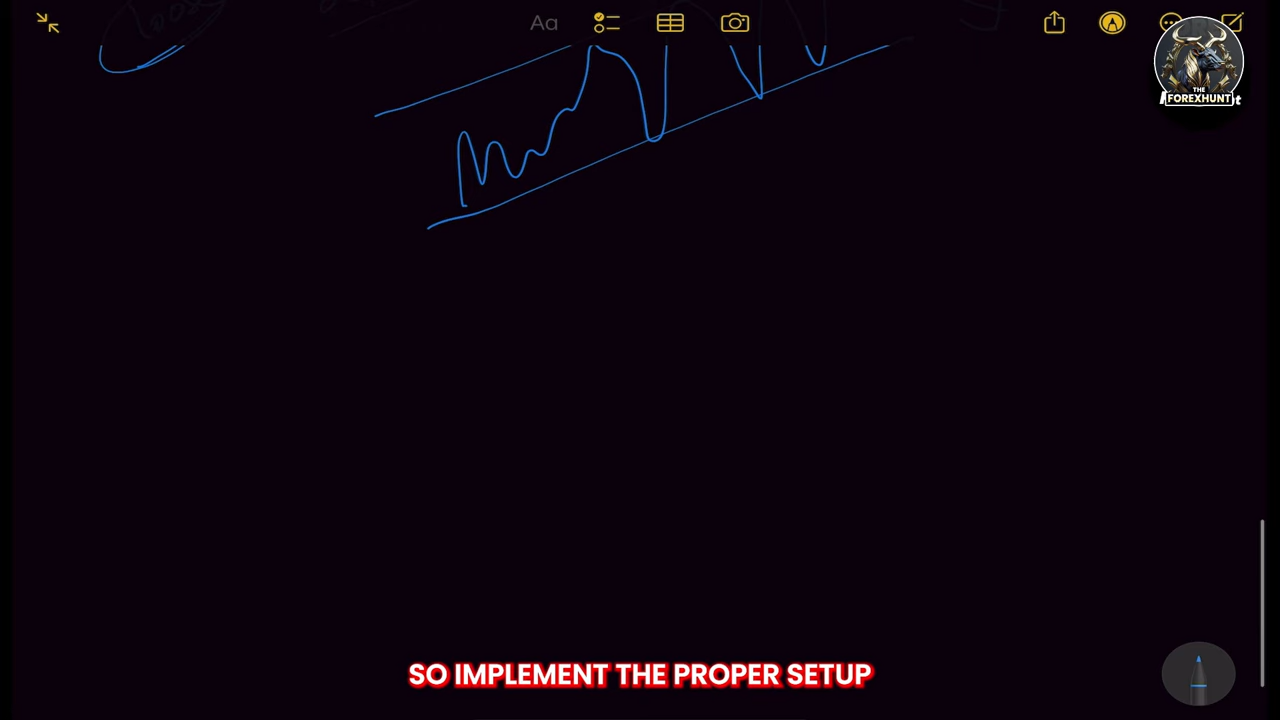 Aa
THE
FOREXHUNT
SO IMPLEMENT THE PROPER SETUP